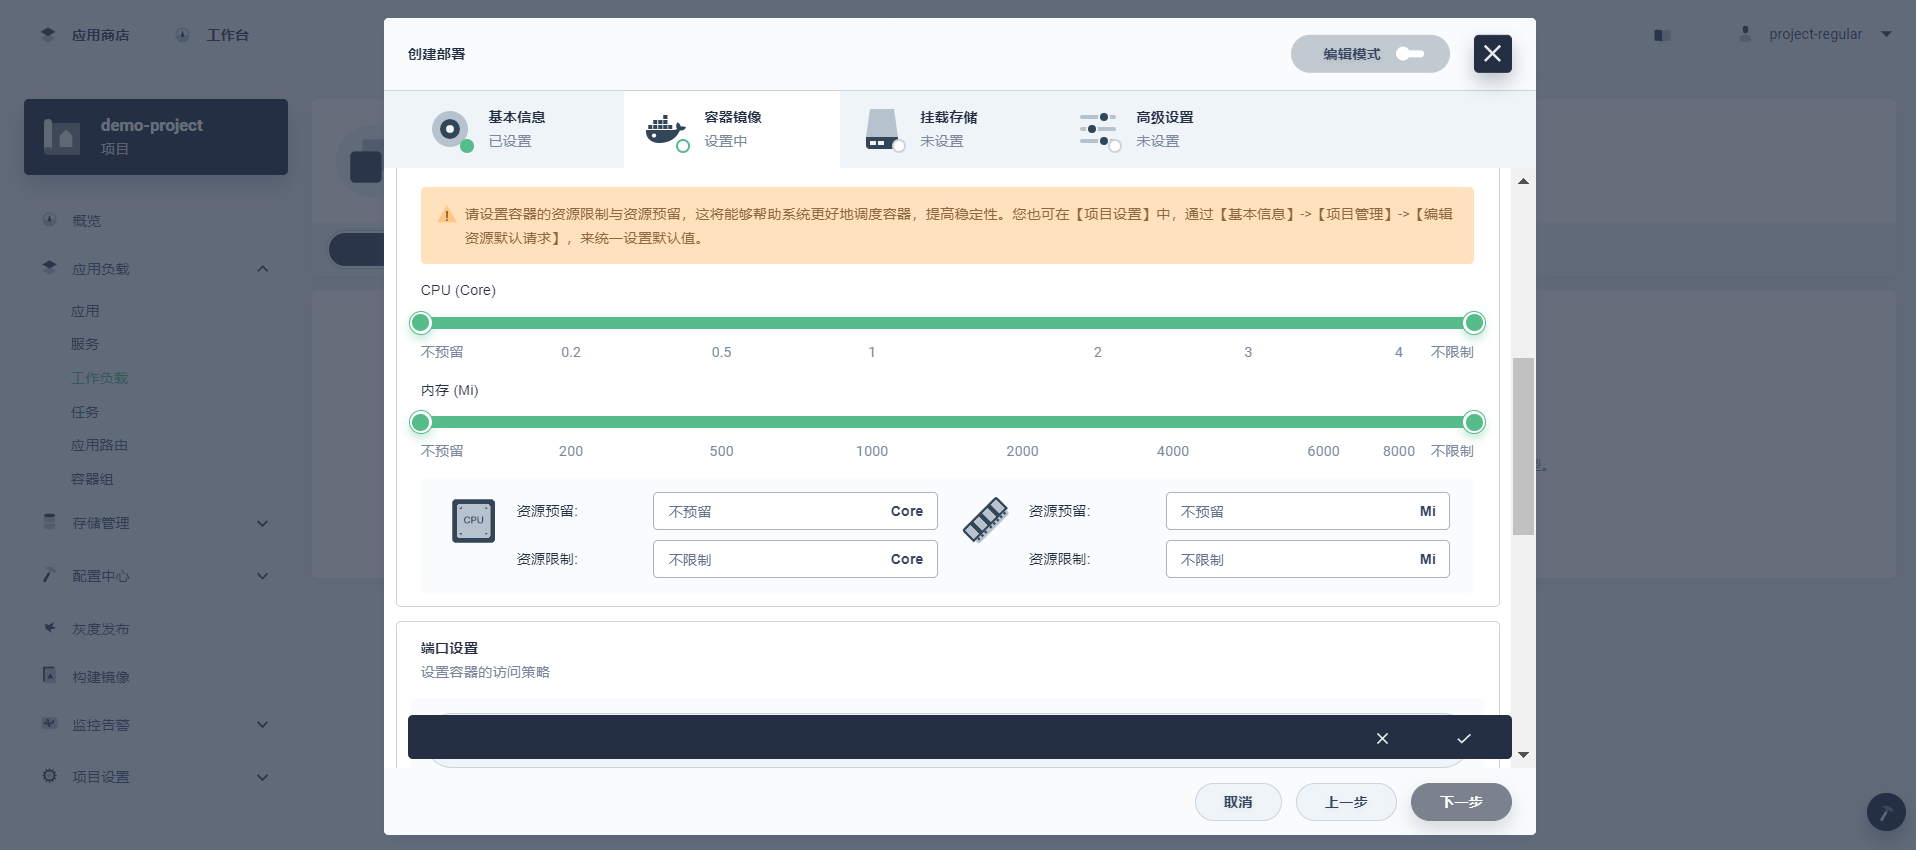 应用商店
工作台
project-regular
创建部署
编辑模式
demo-project
项目
基本信息
已设置
容器镜像
设置中
挂载存储
未设置
高级设置
未设置
概览
应用负载
应用
服务
工作负载
任务
应用路由
容器组
存储管理
配置中心
灰度发布
构建镜像
监控告警
项目设置
请设置容器的资源限制与资源预留，这将能够帮助系统更好地调度容器，提高稳定性。您也可在【项目设置】中，通过【基本信息】->【项目管理】->【编辑
资源默认请求】，来统一设置默认值。
CPU (Core)
不预留 0.2 0.5 1 2 3 4 不限制
内存 (Mi)
不预留 200 500 1000 2000 4000 6000 8000 不限制
CPU
资源预留: 不预留 Core
资源预留: 不预留 Mi
资源限制: 不限制 Core
资源限制: 不限制 Mi
端口设置
设置容器的访问策略
取消
上一步
下一步